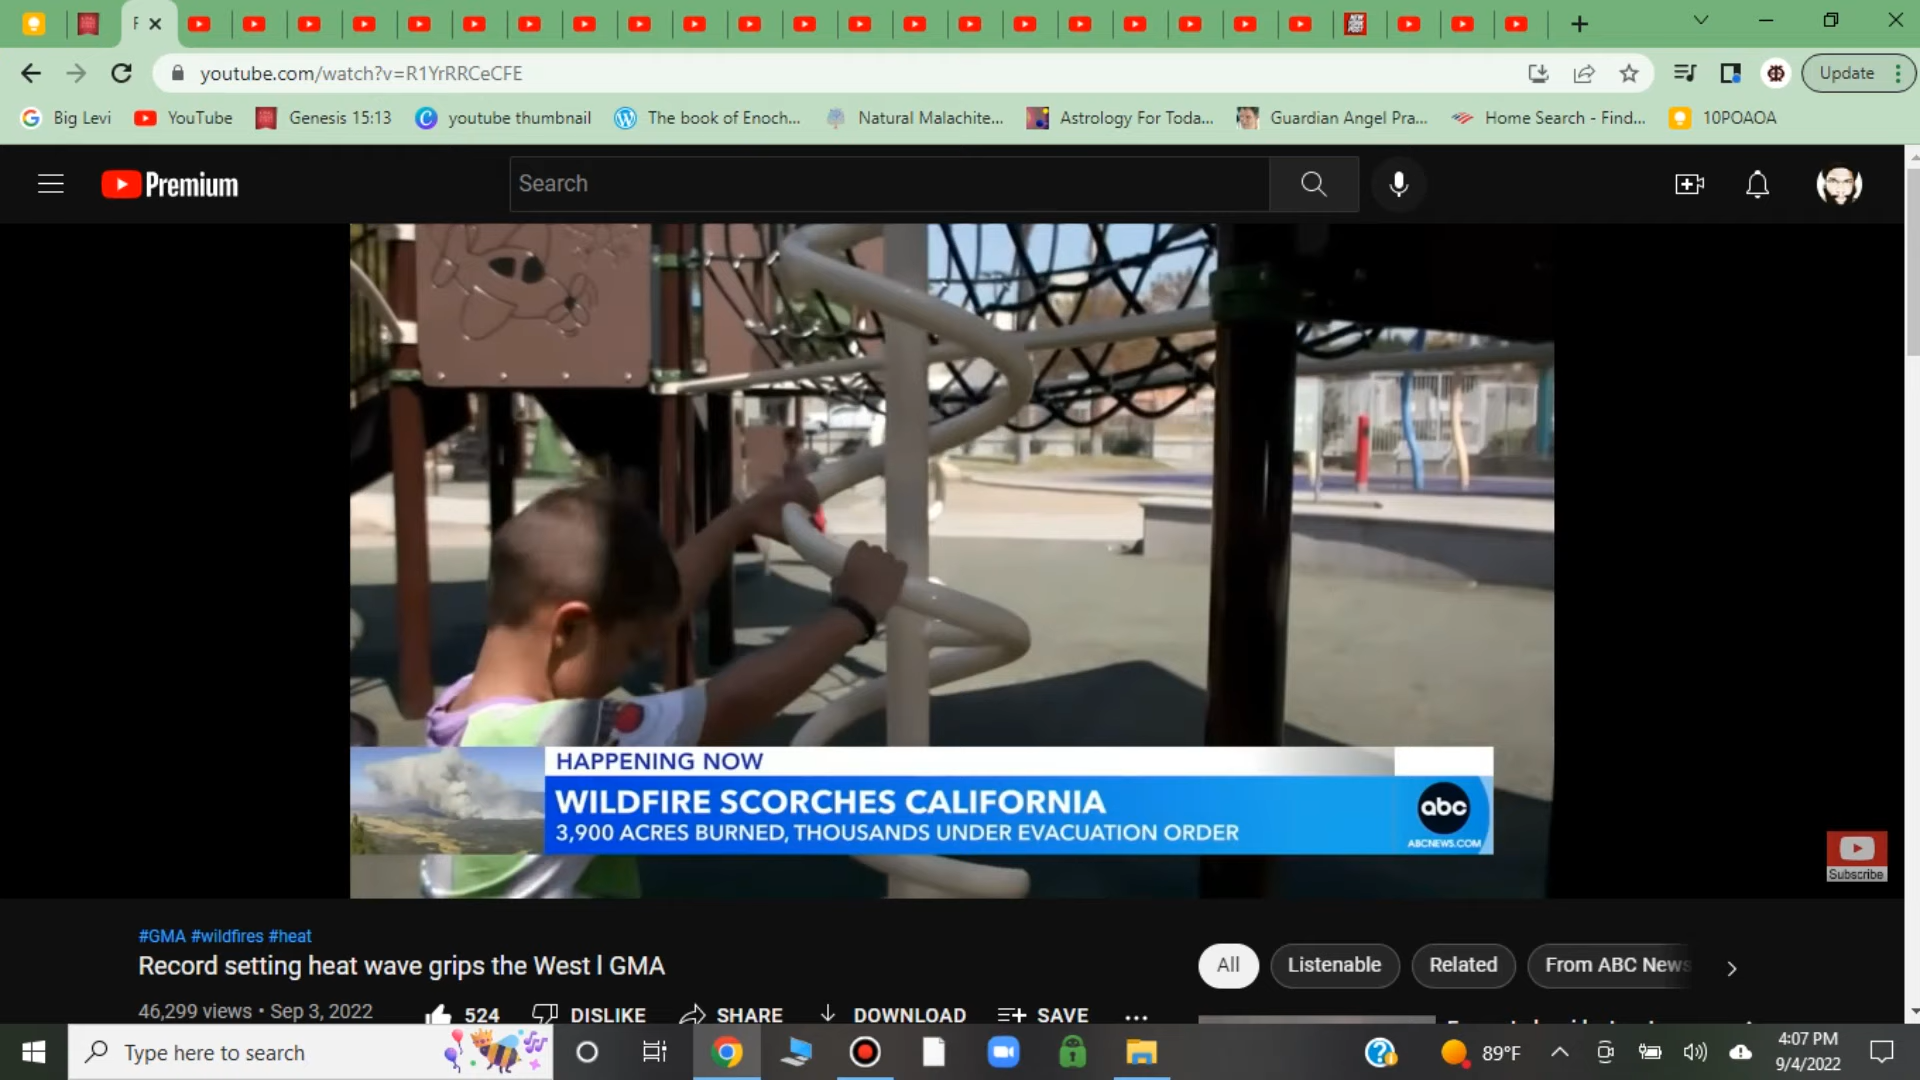 F
NEW YORK POST
youtube.com/watch?v=R1YrRRCeCFE
Update
Big Levi
YouTube
Genesis 15:13
youtube thumbnail
The book of Enoch...
Natural Malachite...
Astrology For Toda...
Guardian Angel Pra...
Home Search - Find...
10POAOA
Premium
Search
HAPPENING NOW
WILDFIRE SCORCHES CALIFORNIA
3,900 ACRES BURNED, THOUSANDS UNDER EVACUATION ORDER
abc
ABCNEWS.COM
Subscribe
#GMA #wildfires #heat
Record setting heat wave grips the West l GMA
46,299 views • Sep 3, 2022
524
DISLIKE
SHARE
DOWNLOAD
SAVE
All
Listenable
Related
From ABC News
Type here to search
89°F
4:07 PM
9/4/2022